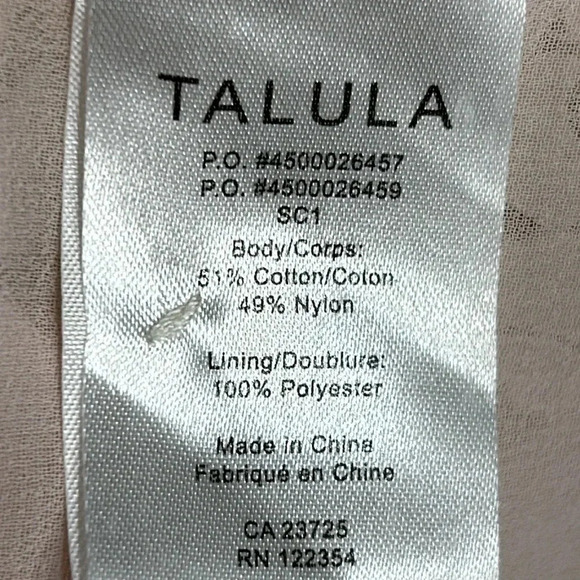 TALULA
P.O. #4500026457
P.O. #4500026459
SC1
Body/Corps:
51% Cotton/Coton
49% Nylon
Lining/Doublure:
100% Polyester
Made in China
Fabriqué en Chine
CA 23725
RN 122354